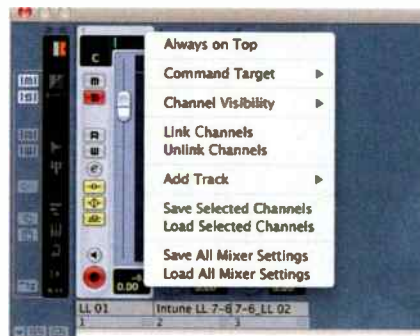 C
m
S
R
W
e
0.00
Always on Top
Command Target
Channel Visibility
Link Channels
Unlink Channels
Add Track
Save Selected Channels
Load Selected Channels
Save All Mixer Settings
Load All Mixer Settings
LL 01
Intune LL 7-6
7-6_LL 02
1
2
3